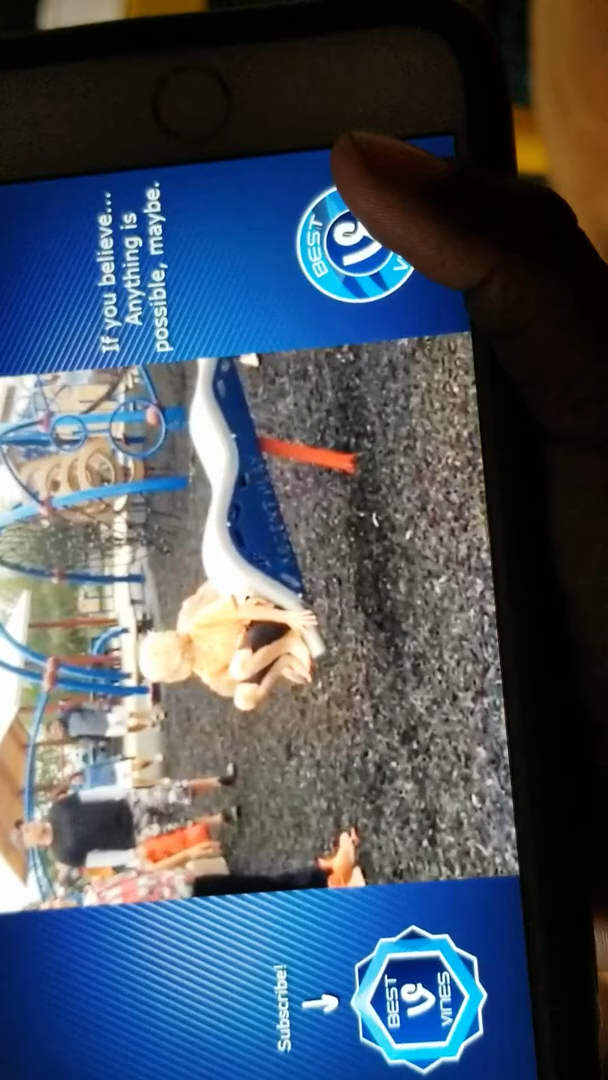 If you believe...
Anything is
possible, maybe.
BEST
Subscribe!
BEST
VINES